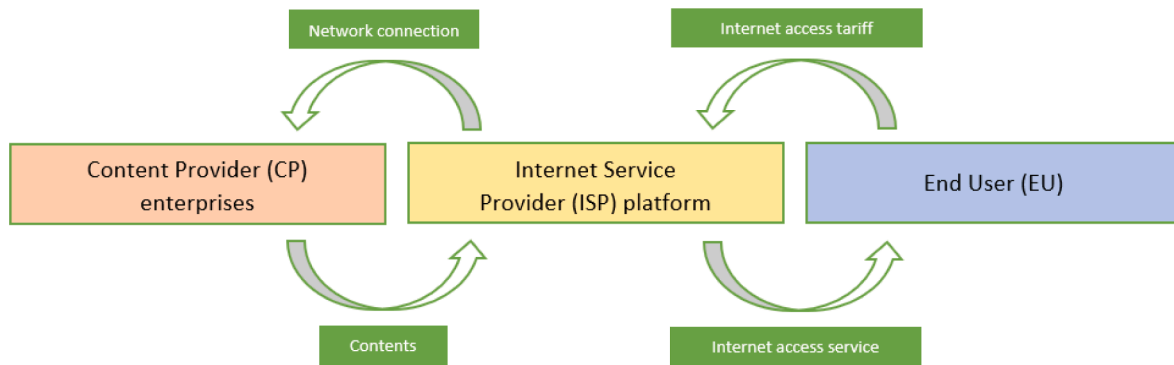 Network connection
Internet access tariff
Content Provider (CP)
enterprises
Internet Service
Provider (ISP) platform
End User (EU)
Contents
Internet access service